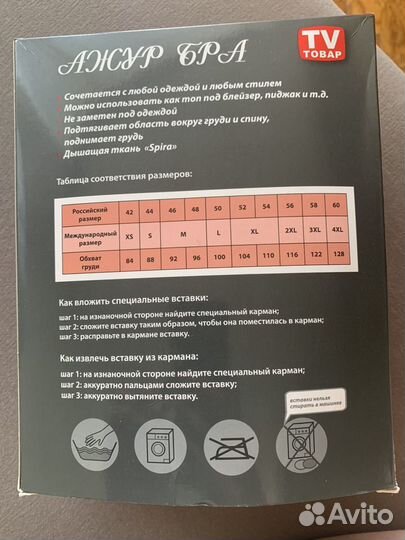 АЖУР БРА
TV
ТОВАР
Сочетается с любой одеждой и любым стилем
Можно использовать как топ под блейзер, пиджак и т.д.
Не заметен под одеждой
Подтягивает область вокруг груди и спину,
поднимает грудь
Дышащая ткань «Spira»
Таблица соответствия размеров:
Российский размер 42 44 46 48 50 52 54 56 58 60
Международный размер XS S M L XL 2XL 3XL 4XL
Обхват груди 84 88 92 96 100 104 110 116 122 128
Как вложить специальные вставки:
шаг 1: на изнаночной стороне найдите специальный карман;
шаг 2: сложите вставку таким образом, чтобы она поместилась в карман;
шаг 3: расправьте в кармане вставку.
Как извлечь вставку из кармана:
шаг 1: на изнаночной стороне найдите специальный карман;
шаг 2: аккуратно пальцами сложите вставку;
шаг 3: аккуратно вытяните вставку.
вставки нельзя
стирать в машинке
Avito